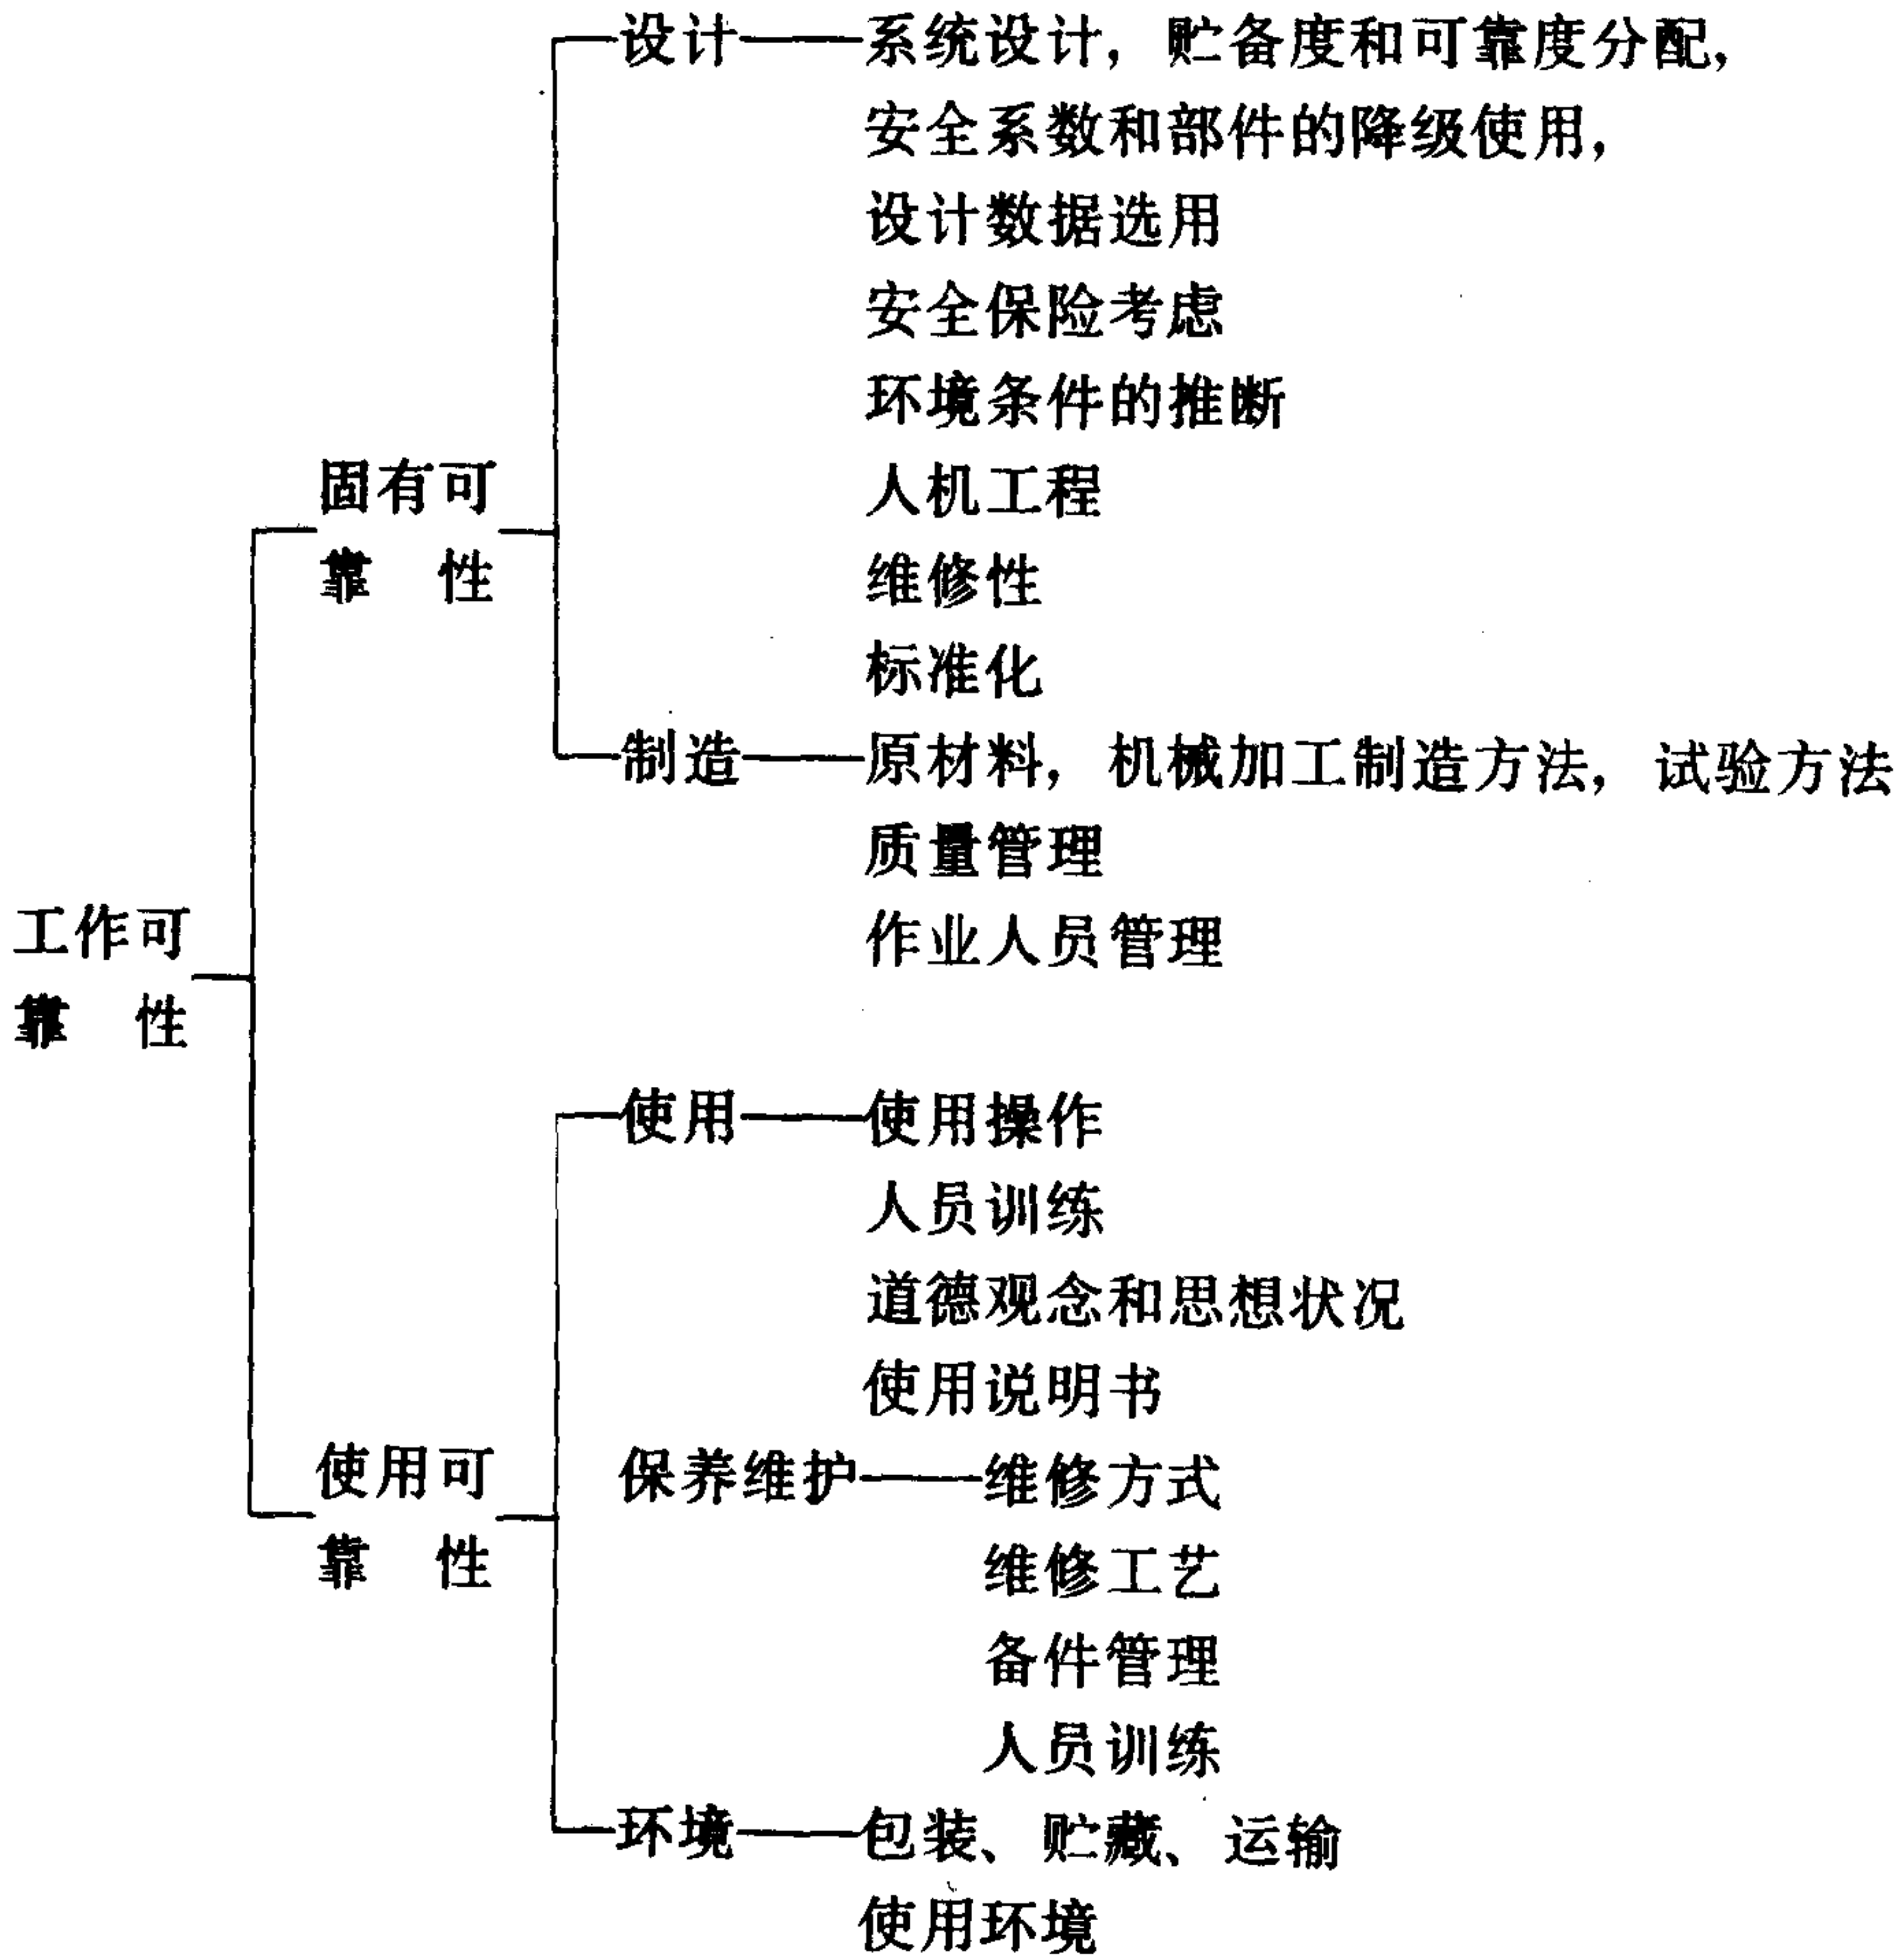 设计
系统设计，贮备度和可靠度分配，
安全系数和部件的降级使用，
设计数据选用
安全保险考虑
环境条件的推断
固有可
靠 性
人机工程
维修性
标准化
制造
原材料，机械加工制造方法，试验方法
质量管理
作业人员管理
工作可
靠 性
使用
使用操作
人员训练
道德观念和思想状况
使用说明书
使用可
靠 性
保养维护
维修方式
维修工艺
备件管理
人员训练
环境
包装、贮藏、运输
使用环境